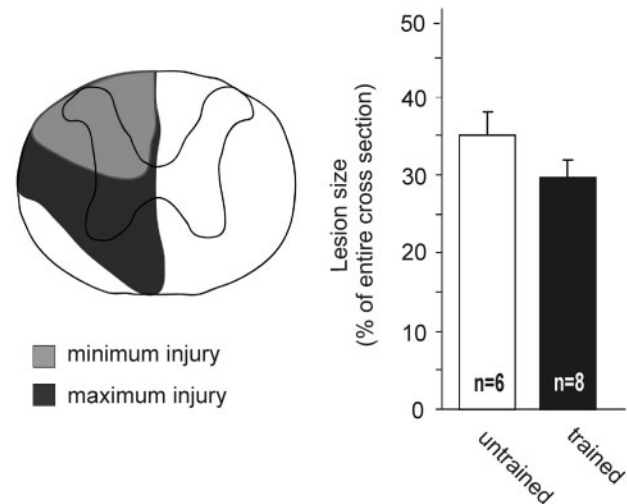 minimum injury
maximum injury
Lesion size
(% of entire cross section)
50
40
30
20
10
0
n=6
n=8
untrained
trained